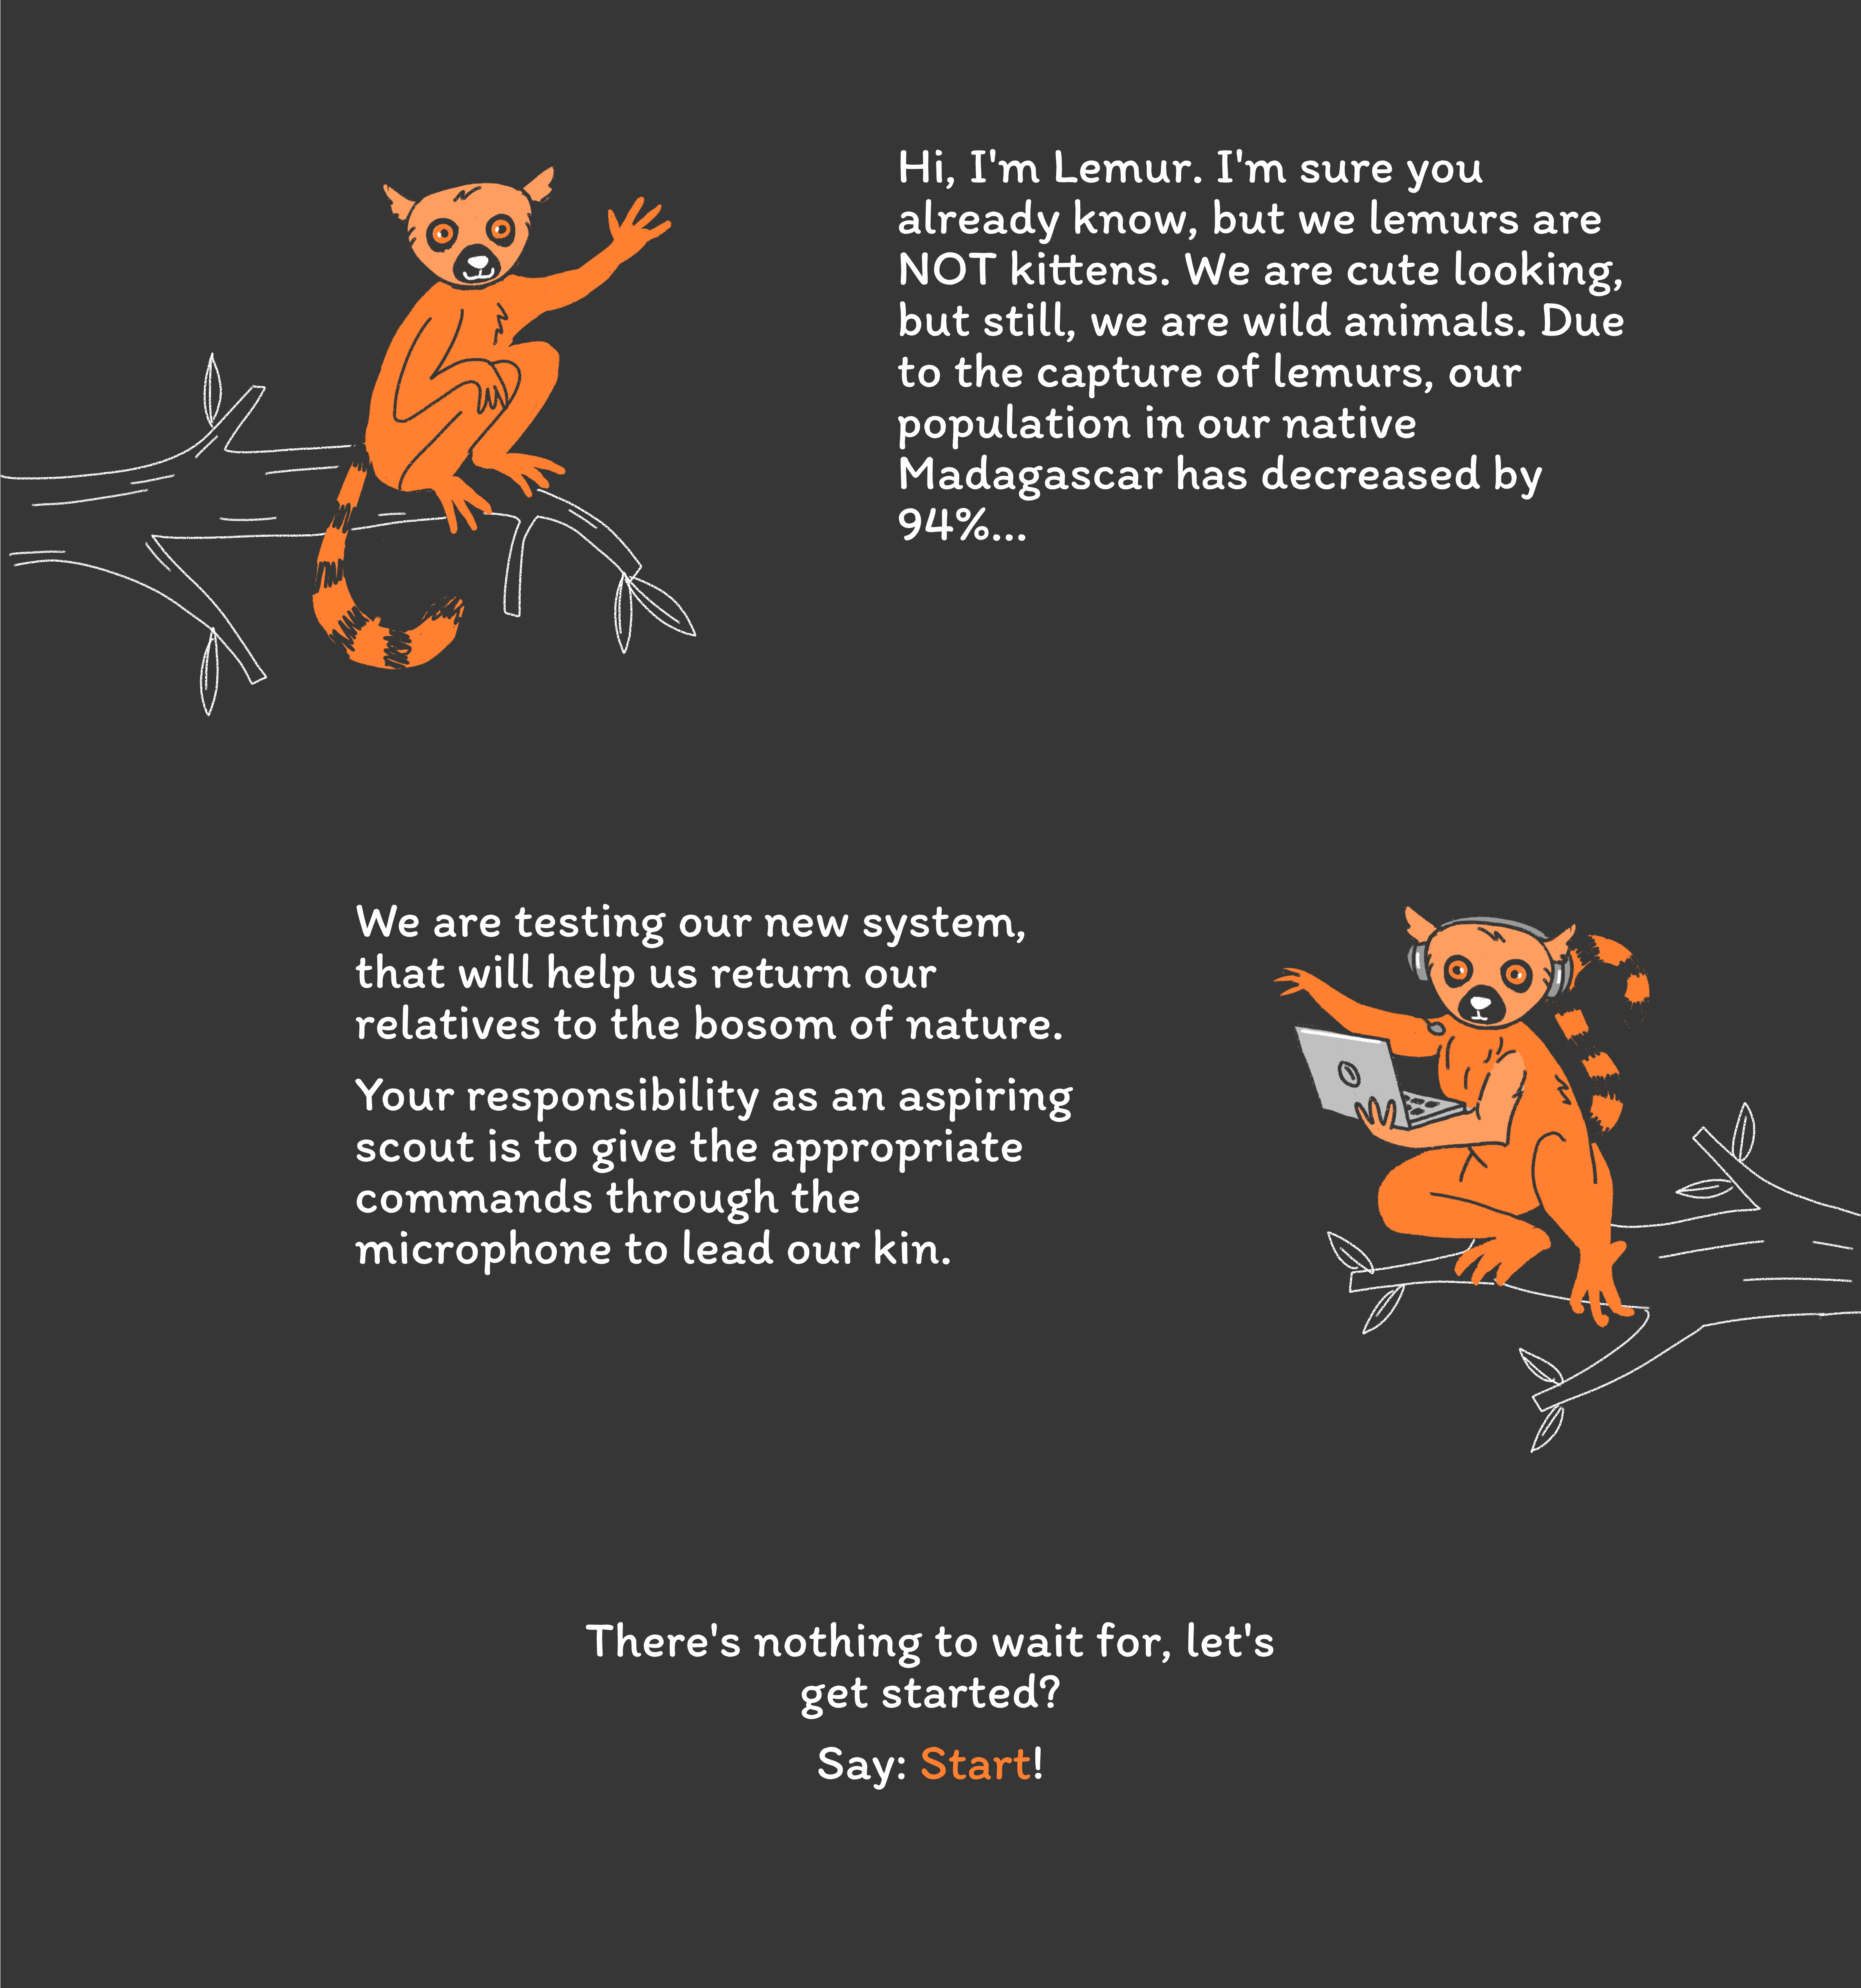 Hi, I'm Lemur. I'm sure you
already know, but we lemurs are
NOT kittens. We are cute looking,
but still, we are wild animals. Due
to the capture of lemurs, our
population in our native
Madagascar has decreased by
94%...
We are testing our new system,
that will help us return our
relatives to the bosom of nature.
Your responsibility as an aspiring
scout is to give the appropriate
commands through the
microphone to lead our kin.
There's nothing to wait for, let's
get started?
Say: Start!